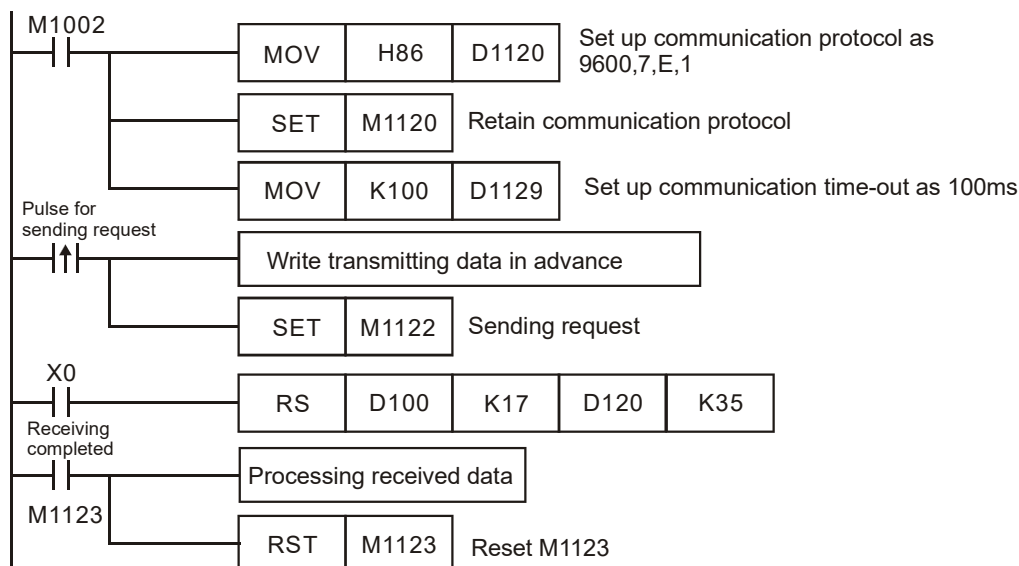 M1002
MOV H86 D1120
Set up communication protocol as
9600,7,E,1
SET M1120
Retain communication protocol
MOV K100 D1129
Set up communication time-out as 100ms
Pulse for
sending request
Write transmitting data in advance
SET M1122
Sending request
X0
RS D100 K17 D120 K35
Receiving
completed
Processing received data
M1123
RST M1123
Reset M1123